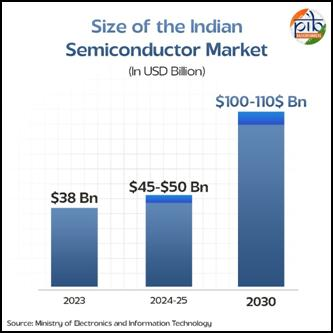 pib
Size of the Indian
Semiconductor Market
(In USD Billion)
$38 Bn
$45-$50 Bn
$100-110$ Bn
2023
2024-25
2030
Source: Ministry of Electronics and Information Technology